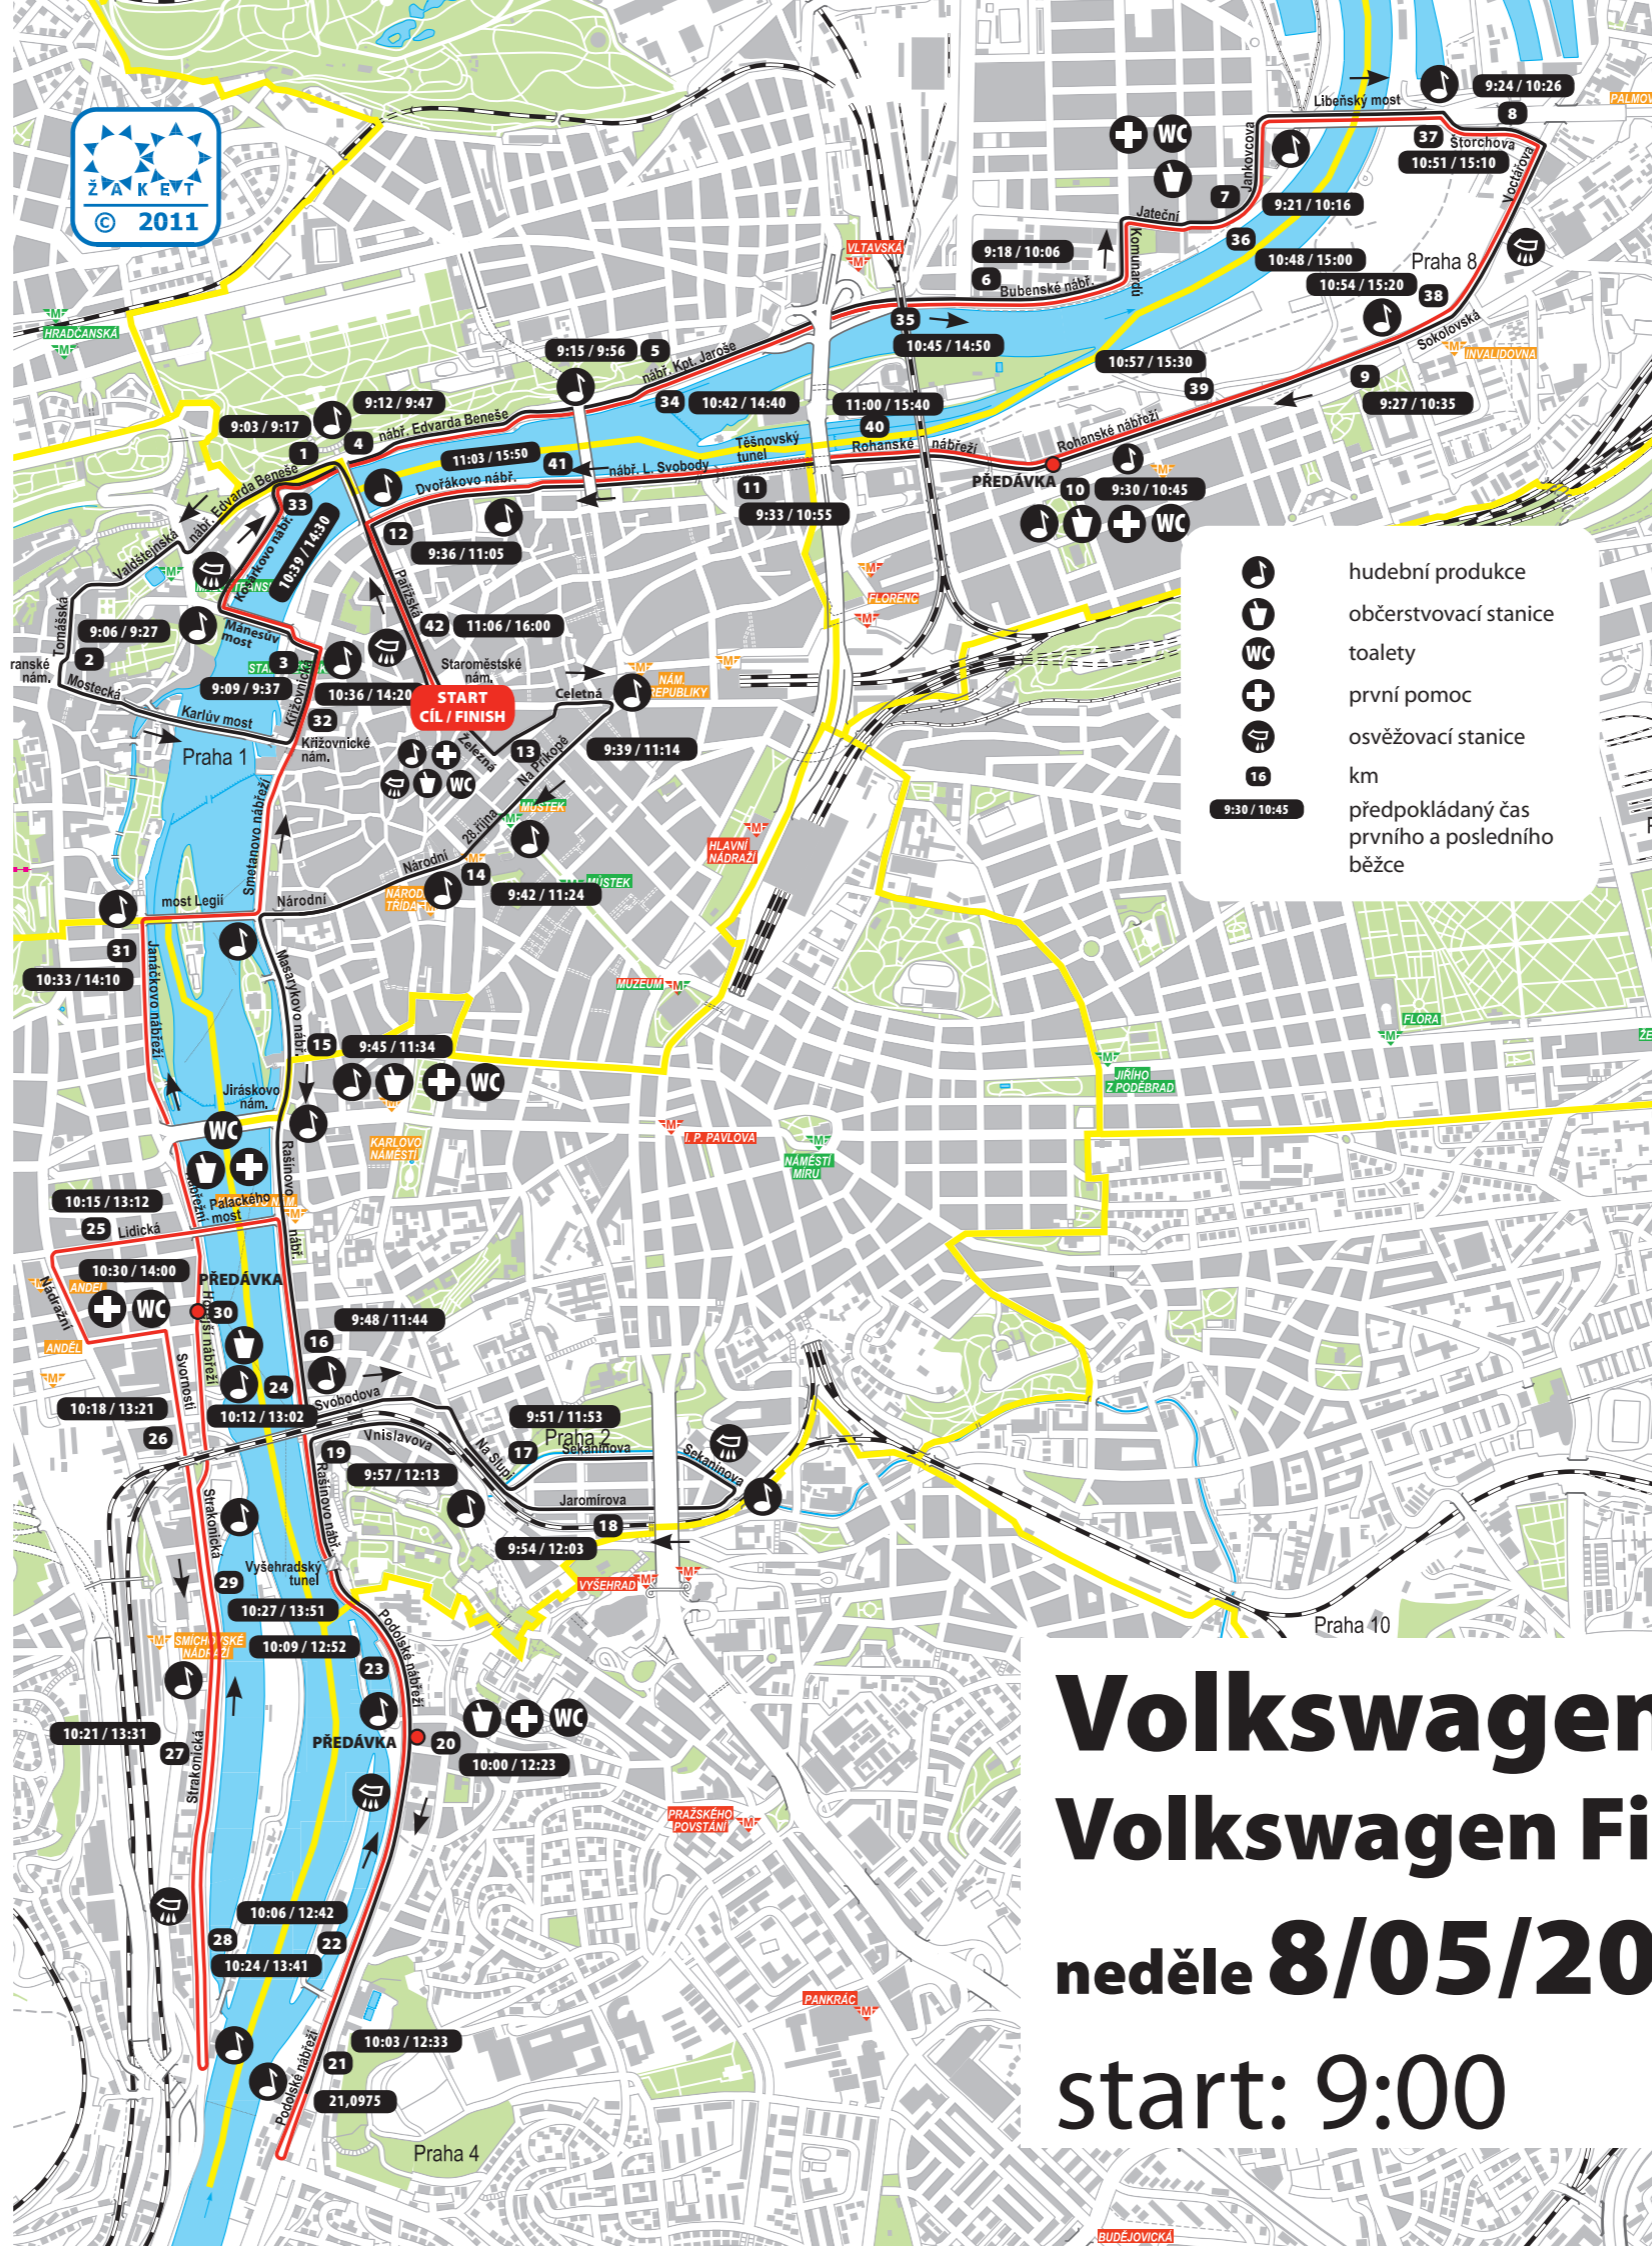 ŽAKET
© 2011
Libeňský most
9:24 / 10:26
8
37
Štorchova
10:51 / 15:10
Voctářova
Jankovcova
WC
7
9:21 / 10:16
Jateční
36
10:48 / 15:00
Praha 8
10:54 / 15:20
38
Komunardů
VLTAVSKÁ
M
9:18 / 10:06
6
Bubenské nábř.
35
10:45 / 14:50
Sokolovská
INVALIDOVNA
M
HRADČANSKÁ
M
9:15 / 9:56
5
nábř. Kpt. Jaroše
34
10:42 / 14:40
10:57 / 15:30
39
9
9:27 / 10:35
11:00 / 15:40
40
9:12 / 9:47
4
nábř. Edvarda Beneše
9:03 / 9:17
1
11:03 / 15:50
41
Dvořákovo nábř.
nábř. L. Svobody
Těšnovský
tunel
Rohanské nábřeží
Rohanské nábřeží
PŘEDÁVKA
10
9:30 / 10:45
WC
11
9:33 / 10:55
12
9:36 / 11:05
33
nábř. Edvarda Beneše
Valdštejnská
10:39 / 14:30
Pařížská
FLORENC
M
Tomášská
9:06 / 9:27
2
ranské
nám.
Mostecká
Mánesův
most
3
9:09 / 9:37
Křižovnická
10:36 / 14:20
32
42
11:06 / 16:00
Staroměstské
nám.
START
CÍL / FINISH
Celetná
NÁM.
REPUBLIKY
M
Karlův most
Praha 1
Křižovnické
nám.
Železná
13
Na Příkopě
9:39 / 11:14
WC
MŮSTEK
M
28.října
Smetanovo nábřeží
HLAVNÍ
NÁDRAŽÍ
M
Národní
14
9:42 / 11:24
MŮSTEK
most Legií
Národní
31
10:33 / 14:10
Janáčkovo nábřeží
Masarykovo nábř.
MUZEUM
M
hudební produkce
občerstvovací stanice
WC
toalety
první pomoc
osvěžovací stanice
16
km
9:30 / 10:45
předpokládaný čas
prvního a posledního
běžce
FLORA
M
15
9:45 / 11:34
WC
Jiráskovo
nám.
WC
JIŘÍHO
Z PODĚBRAD
M
KARLOVO
NÁMĚSTÍ
M
I. P. PAVLOVA
M
NÁMĚSTÍ
MÍRU
M
Rašínovo
nábř.
10:15 / 13:12
25
Lidická
Palackého
most
10:30 / 14:00
PŘEDÁVKA
30
WC
Nádražní
ANDĚL
ANDĚL
M
Svornosti
16
9:48 / 11:44
24
10:12 / 13:02
Svobodova
10:18 / 13:21
26
Vnislavova
19
9:57 / 12:13
Na Slupi
9:51 / 11:53
Praha 2
17
Sekaninova
Sekaninova
Jaromírova
18
9:54 / 12:03
Strakonická
Rašínovo nábř.
Vyšehradský
tunel
VYŠEHRAD
M
29
10:27 / 13:51
10:09 / 12:52
23
SMÍCHOVSKÉ
NÁDRAŽÍ
M
Podolské nábřeží
10:21 / 13:31
27
Strakonická
PŘEDÁVKA
20
WC
10:00 / 12:23
PRAŽSKÉHO
POVSTÁNÍ
M
10:06 / 12:42
28
22
10:24 / 13:41
PANKRÁC
M
10:03 / 12:33
21
21,0975
Podolské nábřeží
Praha 4
BUDĚJOVICKÁ
Praha 10
Volkswagen
Volkswagen Fi
neděle 8/05/20
start: 9:00